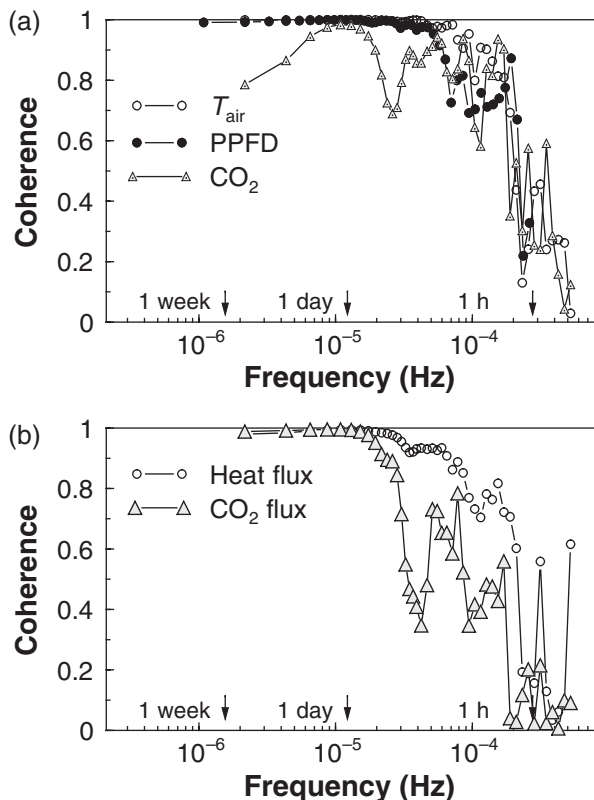 (a)
1
0.8
0.6
0.4
0.2
0
Coherence
T_air
PPFD
CO₂
1 week 1 day 1 h
10⁻⁶ 10⁻⁵ 10⁻⁴
Frequency (Hz)
(b)
1
0.8
0.6
0.4
0.2
0
Coherence
Heat flux
CO₂ flux
1 week 1 day 1 h
10⁻⁶ 10⁻⁵ 10⁻⁴
Frequency (Hz)